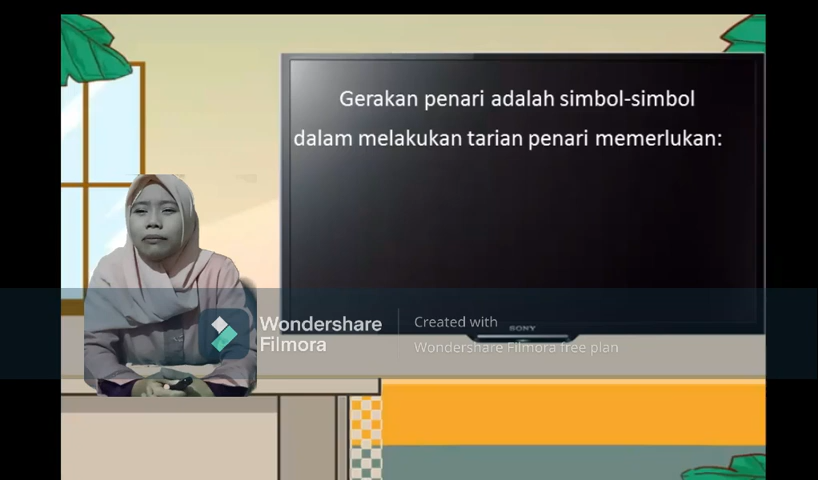 Gerakan penari adalah simbol-simbol
dalam melakukan tarian penari memerlukan:
SONY
Wondershare
Filmora
Created with
Wondershare Filmora free plan